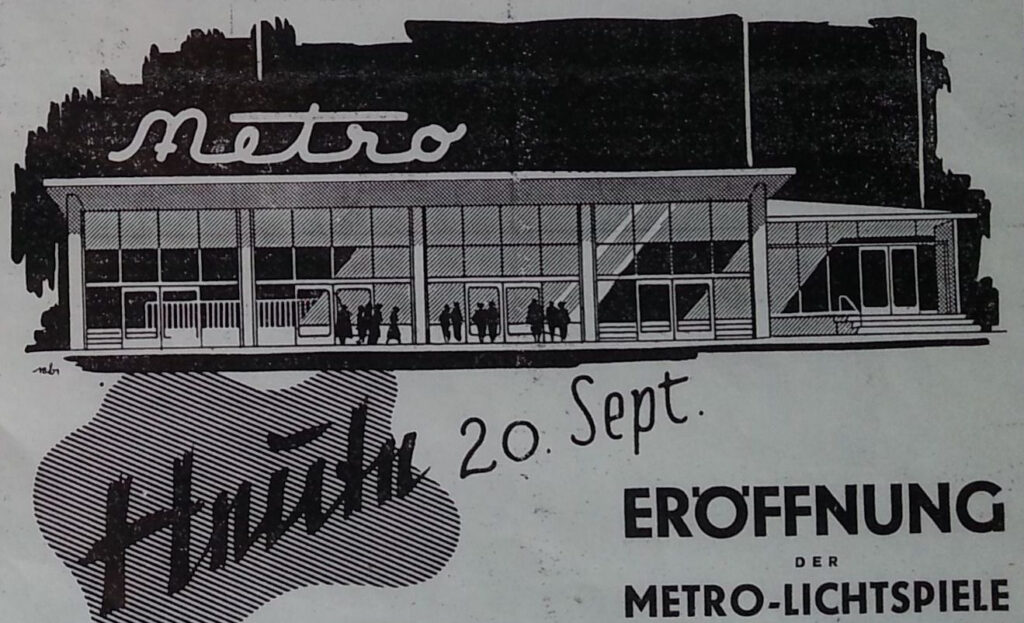 Metro
Heute
20. Sept.
ERÖFFNUNG
DER
METRO-LICHTSPIELE